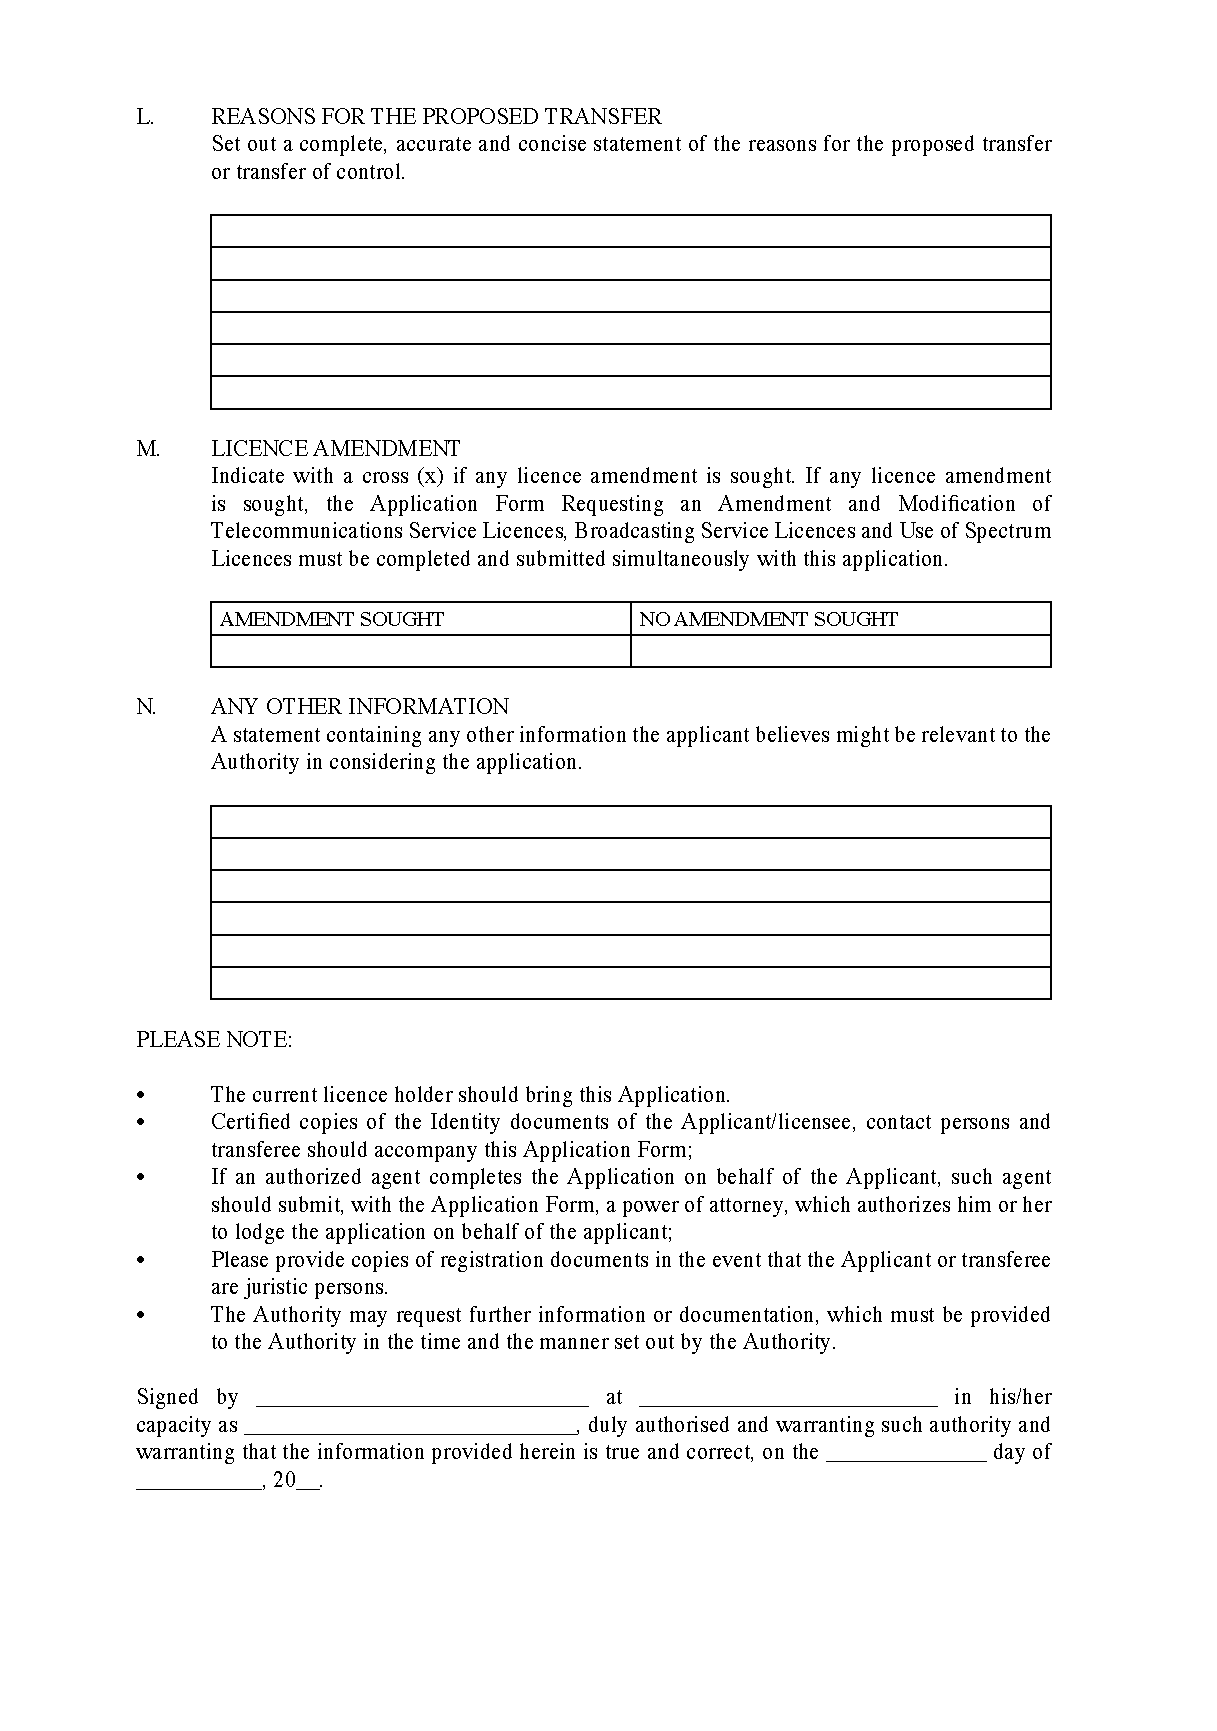 L. REASONS FOR THE PROPOSED TRANSFER
Set out a complete, accurate and concise statement of the reasons for the proposed transfer
or transfer of control.
M. LICENCE AMENDMENT
Indicate with a cross (x) if any licence amendment is sought. If any licence amendment
is sought, the Application Form Requesting an Amendment and Modification of
Telecommunications Service Licences, Broadcasting Service Licences and Use of Spectrum
Licences must be completed and submitted simultaneously with this application.
AMENDMENT SOUGHT NO AMENDMENT SOUGHT
N. ANY OTHER INFORMATION
A statement containing any other information the applicant believes might be relevant to the
Authority in considering the application.
PLEASE NOTE:
• The current licence holder should bring this Application.
• Certified copies of the Identity documents of the Applicant/licensee, contact persons and
transferee should accompany this Application Form;
• If an authorized agent completes the Application on behalf of the Applicant, such agent
should submit, with the Application Form, a power of attorney, which authorizes him or her
to lodge the application on behalf of the applicant;
• Please provide copies of registration documents in the event that the Applicant or transferee
are juristic persons.
• The Authority may request further information or documentation, which must be provided
to the Authority in the time and the manner set out by the Authority.
Signed by _____________________________ at __________________________ in his/her
capacity as _____________________________, duly authorised and warranting such authority and
warranting that the information provided herein is true and correct, on the ______________ day of
___________, 20__.